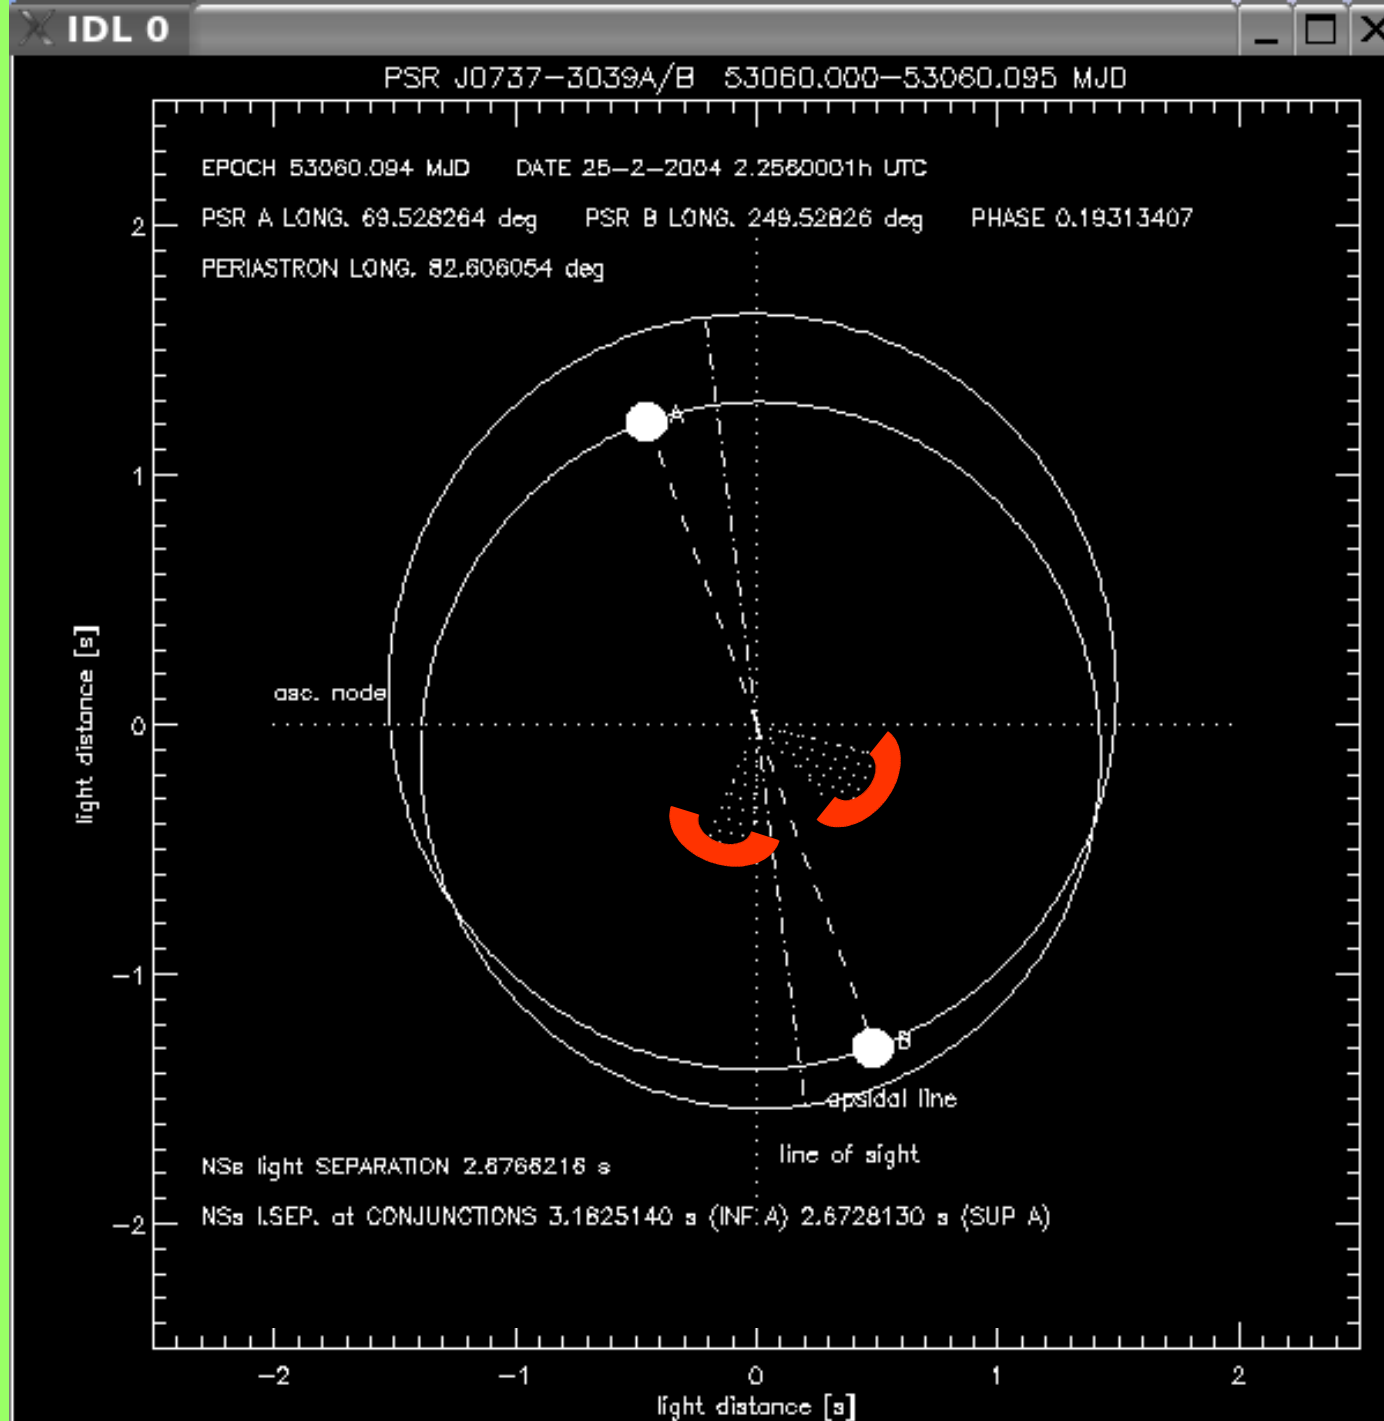 IDL 0
PSR J0737-3039A/B 53060.000-53060.095 MJD
EPOCH 53060.094 MJD DATE 25-2-2004 2.2560001h UTC
PSR A LONG. 69.528264 deg PSR B LONG. 249.52826 deg PHASE 0.19313407
PERIASTRON LONG. 82.606054 deg
2
1
0
-1
-2
light distance [s]
A
asc. node
B
apsidal line
line of sight
NSs light SEPARATION 2.6768216 s
NSs l.SEP. at CONJUNCTIONS 3.1625140 s (INF. A) 2.6728130 s (SUP A)
-2 -1 0 1 2
light distance [s]